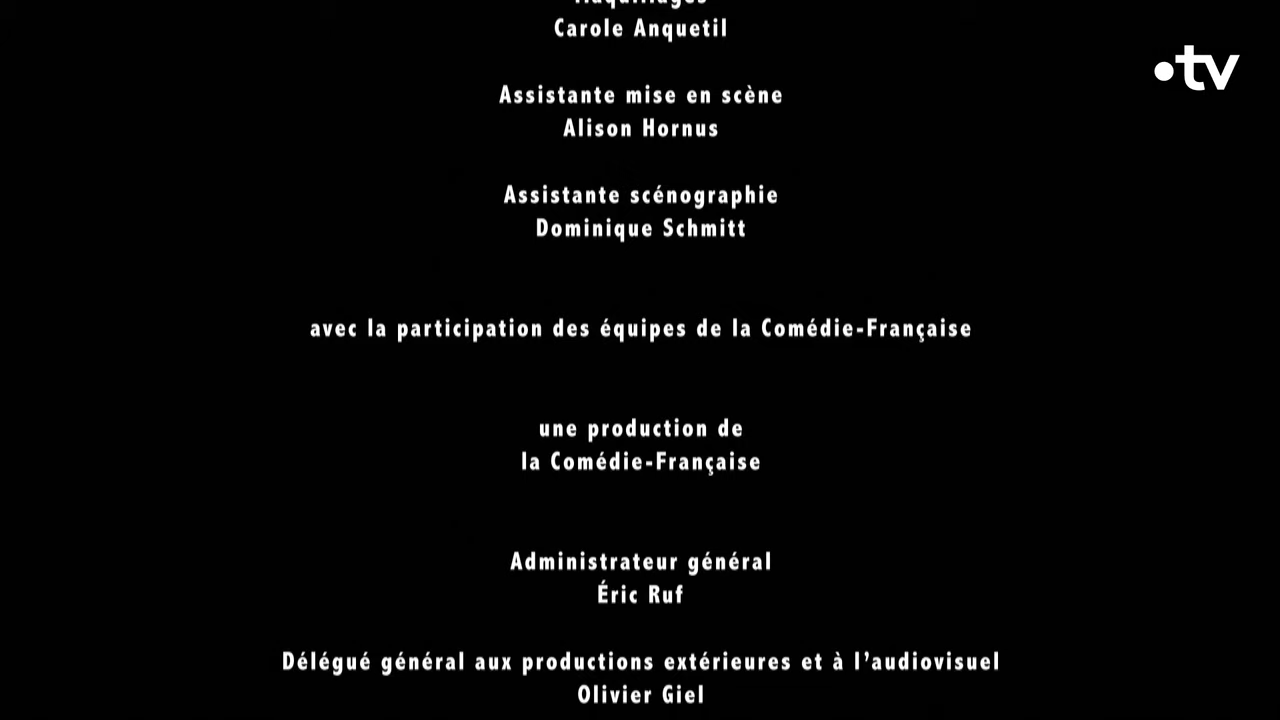 Maquillages
Carole Anquetil
Assistante mise en scène
Alison Hornus
Assistante scénographie
Dominique Schmitt
avec la participation des équipes de la Comédie-Française
une production de
la Comédie-Française
Administrateur général
Éric Ruf
Délégué général aux productions extérieures et à l’audiovisuel
Olivier Giel
•tv